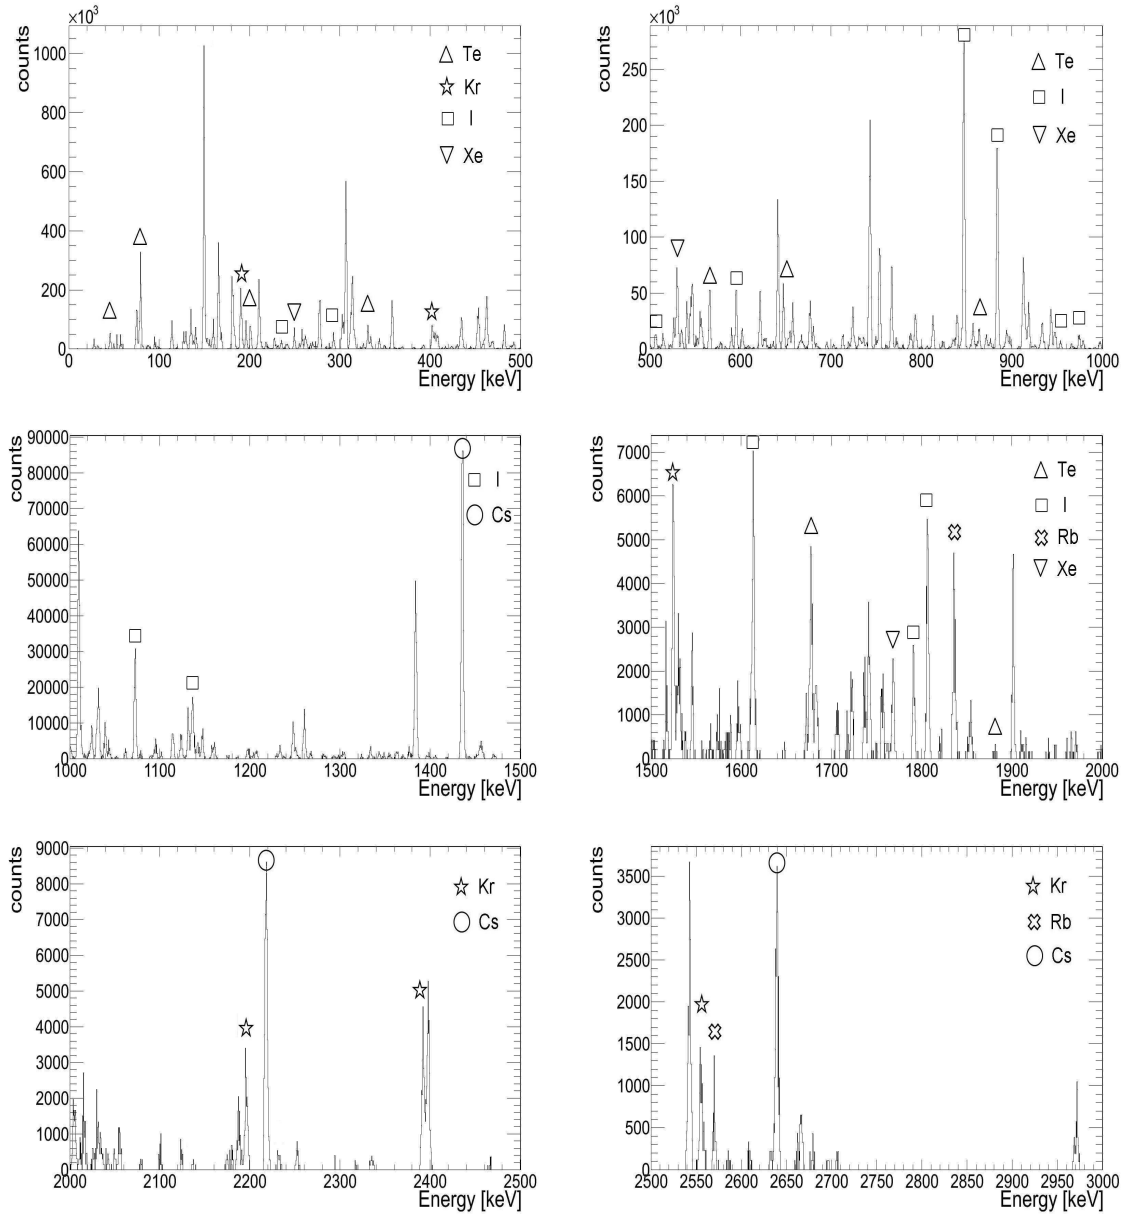 ×10³
counts
1000
800
600
400
200
0
0 100 200 300 400 500
Energy [keV]
Te
Kr
I
Xe
×10³
counts
250
200
150
100
50
0
500 600 700 800 900 1000
Energy [keV]
Te
I
Xe
counts
90000
80000
70000
60000
50000
40000
30000
20000
10000
0
1000 1100 1200 1300 1400 1500
Energy [keV]
I
Cs
counts
7000
6000
5000
4000
3000
2000
1000
0
1500 1600 1700 1800 1900 2000
Energy [keV]
Te
I
Rb
Xe
counts
9000
8000
7000
6000
5000
4000
3000
2000
1000
0
2000 2100 2200 2300 2400 2500
Energy [keV]
Kr
Cs
counts
3500
3000
2500
2000
1500
1000
500
0
2500 2550 2600 2650 2700 2750 2800 2850 2900 2950 3000
Energy [keV]
Kr
Rb
Cs